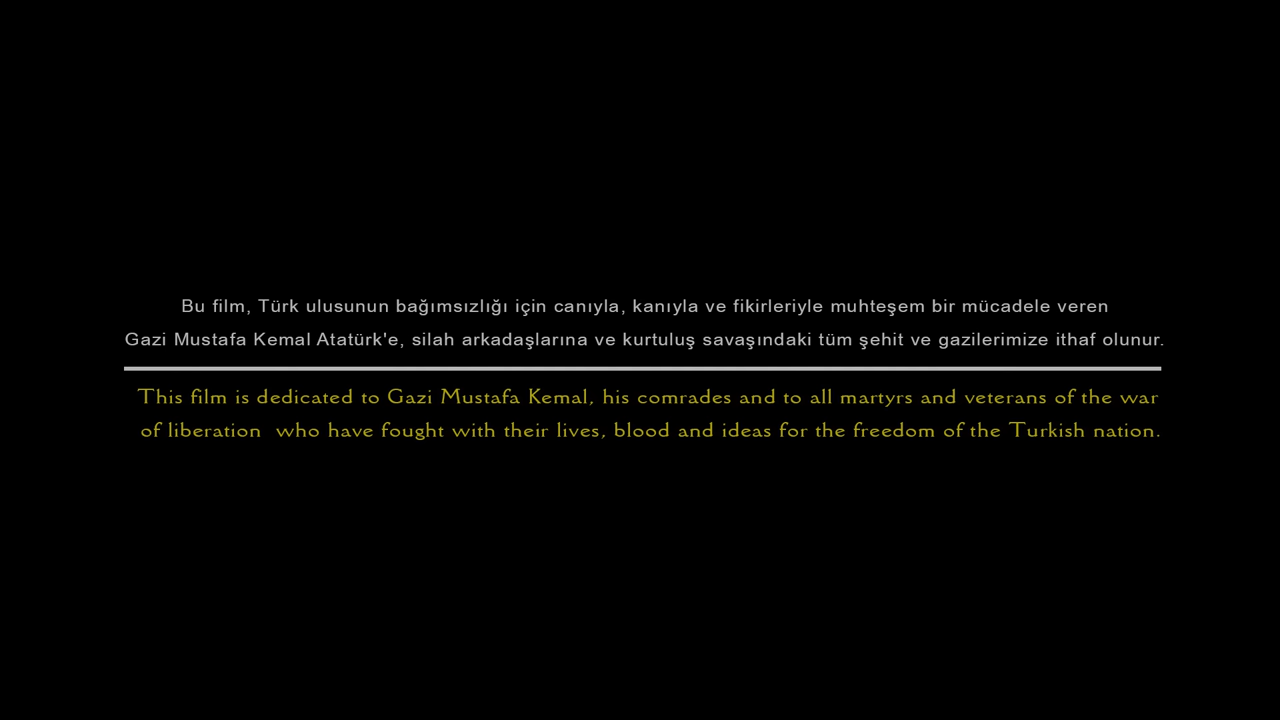 Bu film, Türk ulusunun bağımsızlığı için canıyla, kanıyla ve fikirleriyle muhteşem bir mücadele veren
Gazi Mustafa Kemal Atatürk'e, silah arkadaşlarına ve kurtuluş savaşındaki tüm şehit ve gazilerimize ithaf olunur.
This film is dedicated to Gazi Mustafa Kemal, his comrades and to all martyrs and veterans of the war
of liberation  who have fought with their lives, blood and ideas for the freedom of the Turkish nation.